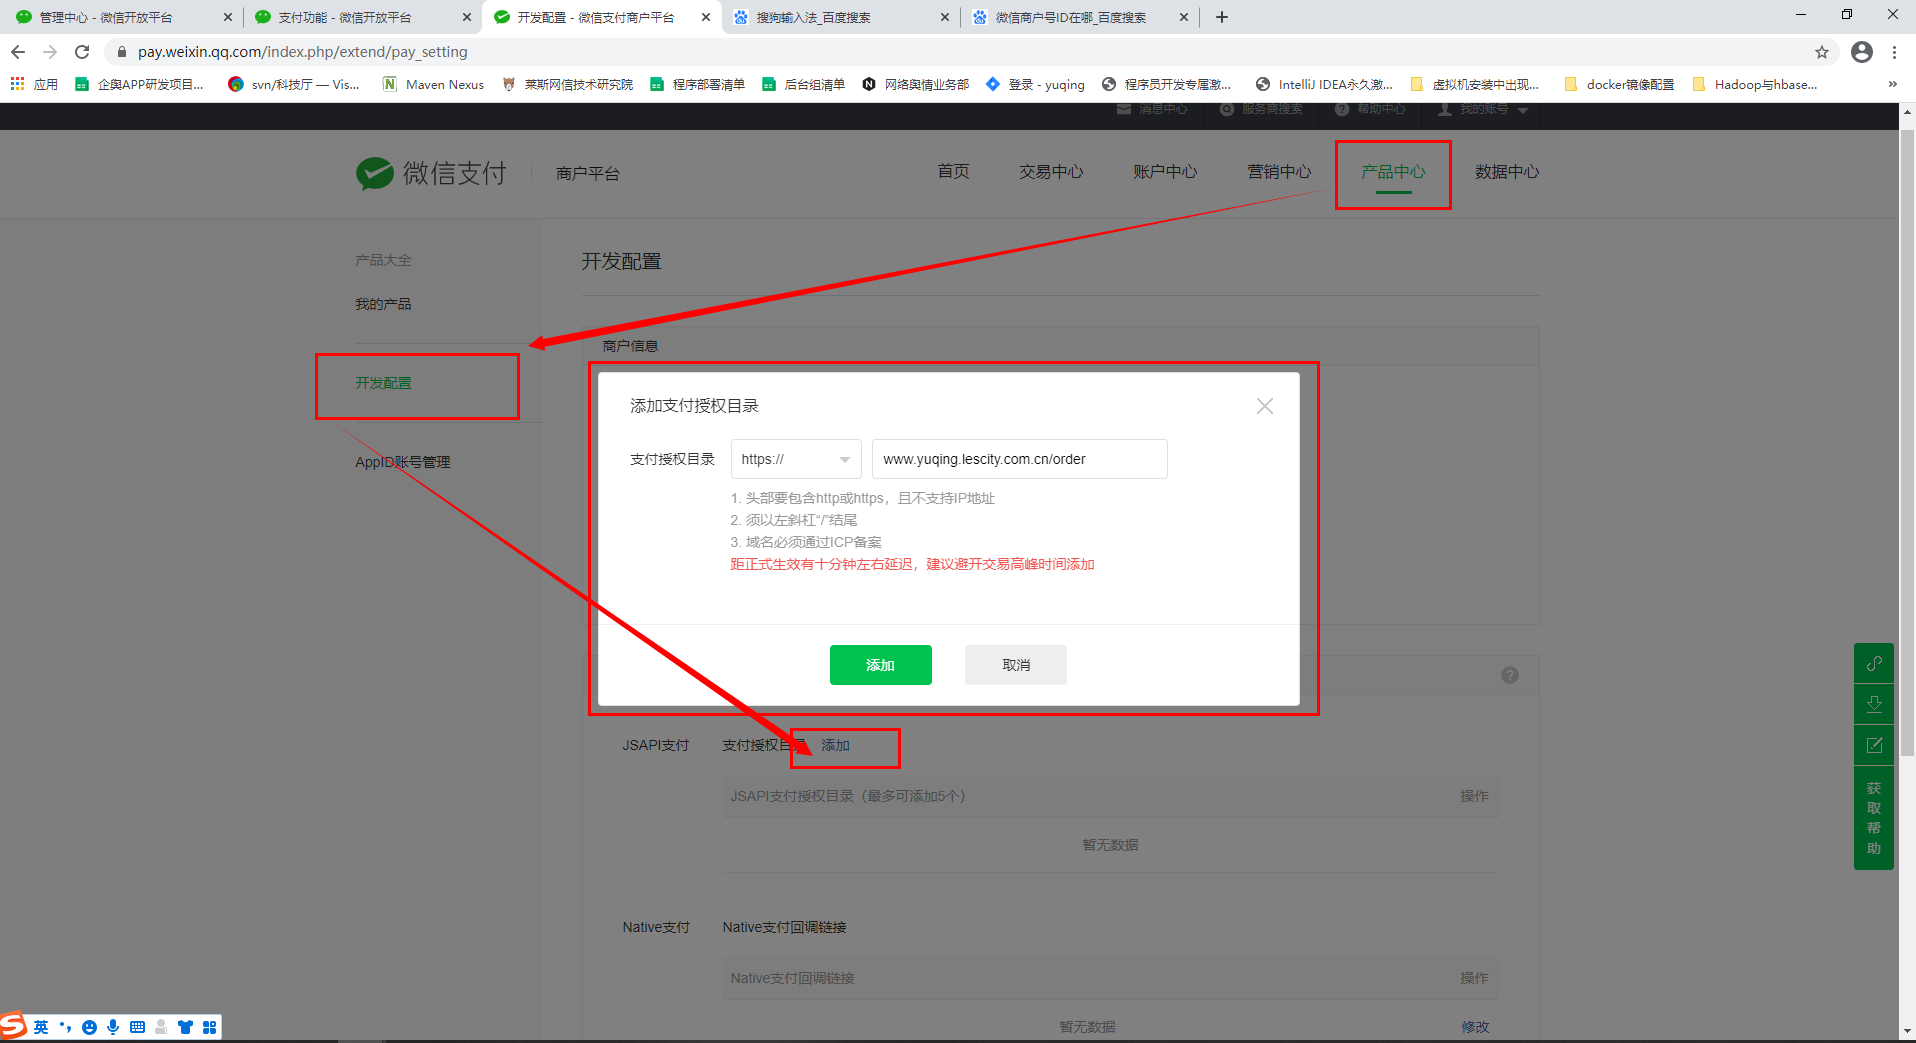 管理中心 - 微信开放平台
支付功能 - 微信开放平台
开发配置 - 微信支付商户平台
搜狗输入法_百度搜索
微信商户号ID在哪_百度搜索
pay.weixin.qq.com/index.php/extend/pay_setting
应用
企舆APP研发项目...
svn/科技厅 — Vis...
Maven Nexus
莱斯网信技术研究院
程序部署清单
后台组清单
网络舆情业务部
登录 - yuqing
程序员开发专属激...
IntelliJ IDEA永久激...
虚拟机安装中出现...
docker镜像配置
Hadoop与hbase...
»
消息中心
服务商搜索
帮助中心
我的账号
微信支付
商户平台
首页
交易中心
账户中心
营销中心
产品中心
数据中心
产品大全
我的产品
开发配置
AppID账号管理
开发配置
商户信息
添加支付授权目录
支付授权目录
https://
www.yuqing.lescity.com.cn/order
1. 头部要包含http或https，且不支持IP地址
2. 须以左斜杠“/”结尾
3. 域名必须通过ICP备案
距正式生效有十分钟左右延迟，建议避开交易高峰时间添加
添加
取消
JSAPI支付
支付授权目录
添加
JSAPI支付授权目录（最多可添加5个）
操作
暂无数据
Native支付
Native支付回调链接
Native支付回调链接
操作
暂无数据
修改
获取帮助
英